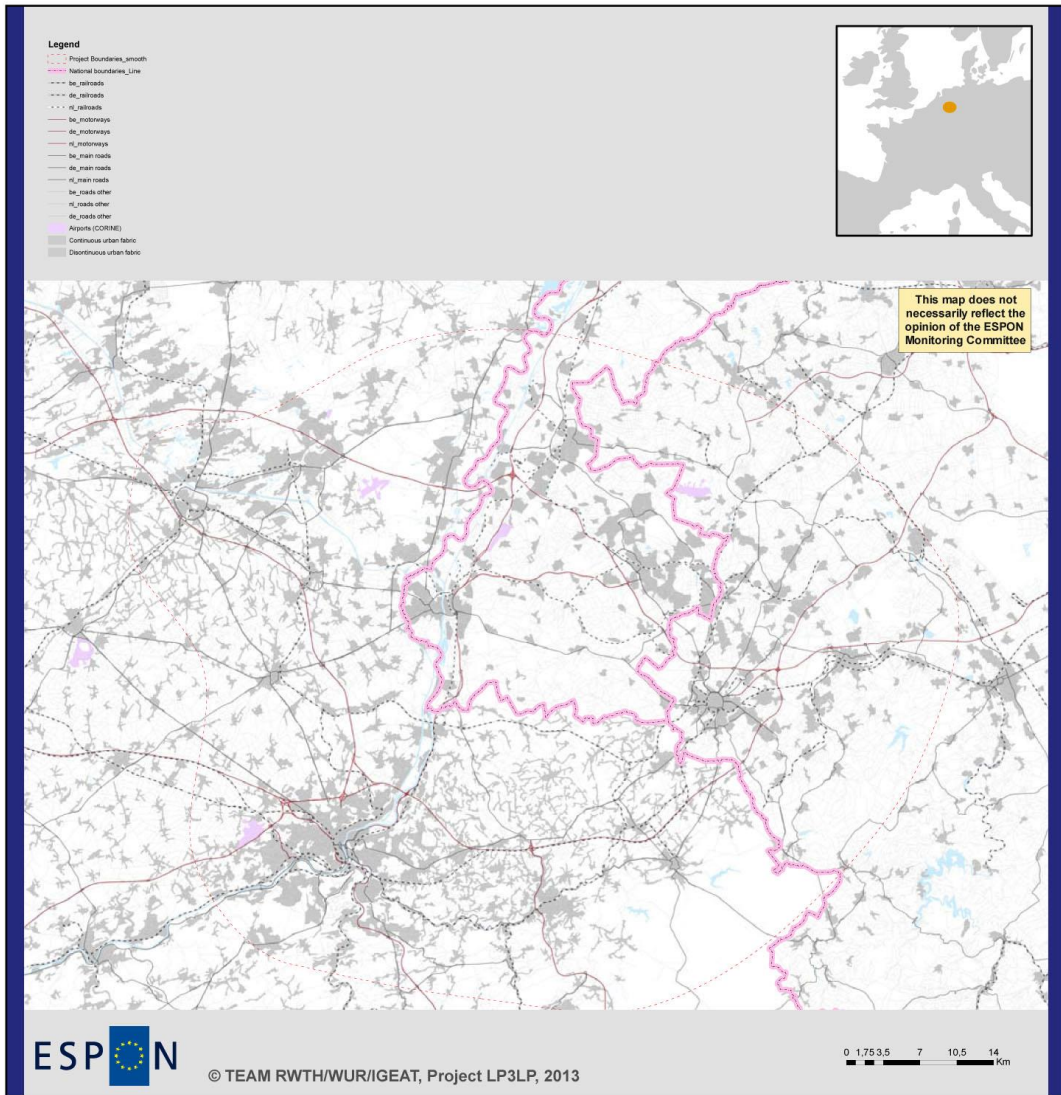 Legend
Project Boundaries_smooth
National boundaries_Line
be_railroads
de_railroads
nl_railroads
be_motorways
de_motorways
nl_motorways
be_main roads
de_main roads
nl_main roads
be_roads other
nl_roads other
de_roads other
Airports (CORINE)
Continuous urban fabric
Discontinuous urban fabric
This map does not
necessarily reflect the
opinion of the ESPON
Monitoring Committee
ESPON
© TEAM RWTH/WUR/IGEAT, Project LP3LP, 2013
0 1,75 3,5 7 10,5 14
Km